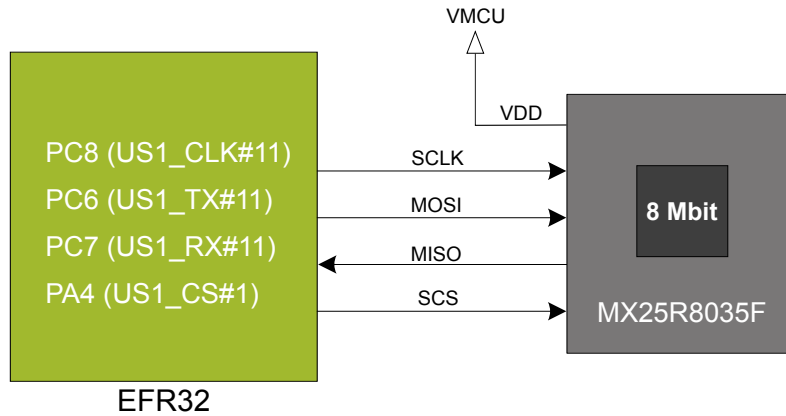 VMCU
VDD
PC8 (US1_CLK#11)
SCLK
PC6 (US1_TX#11)
MOSI
8 Mbit
PC7 (US1_RX#11)
MISO
PA4 (US1_CS#1)
SCS
MX25R8035F
EFR32